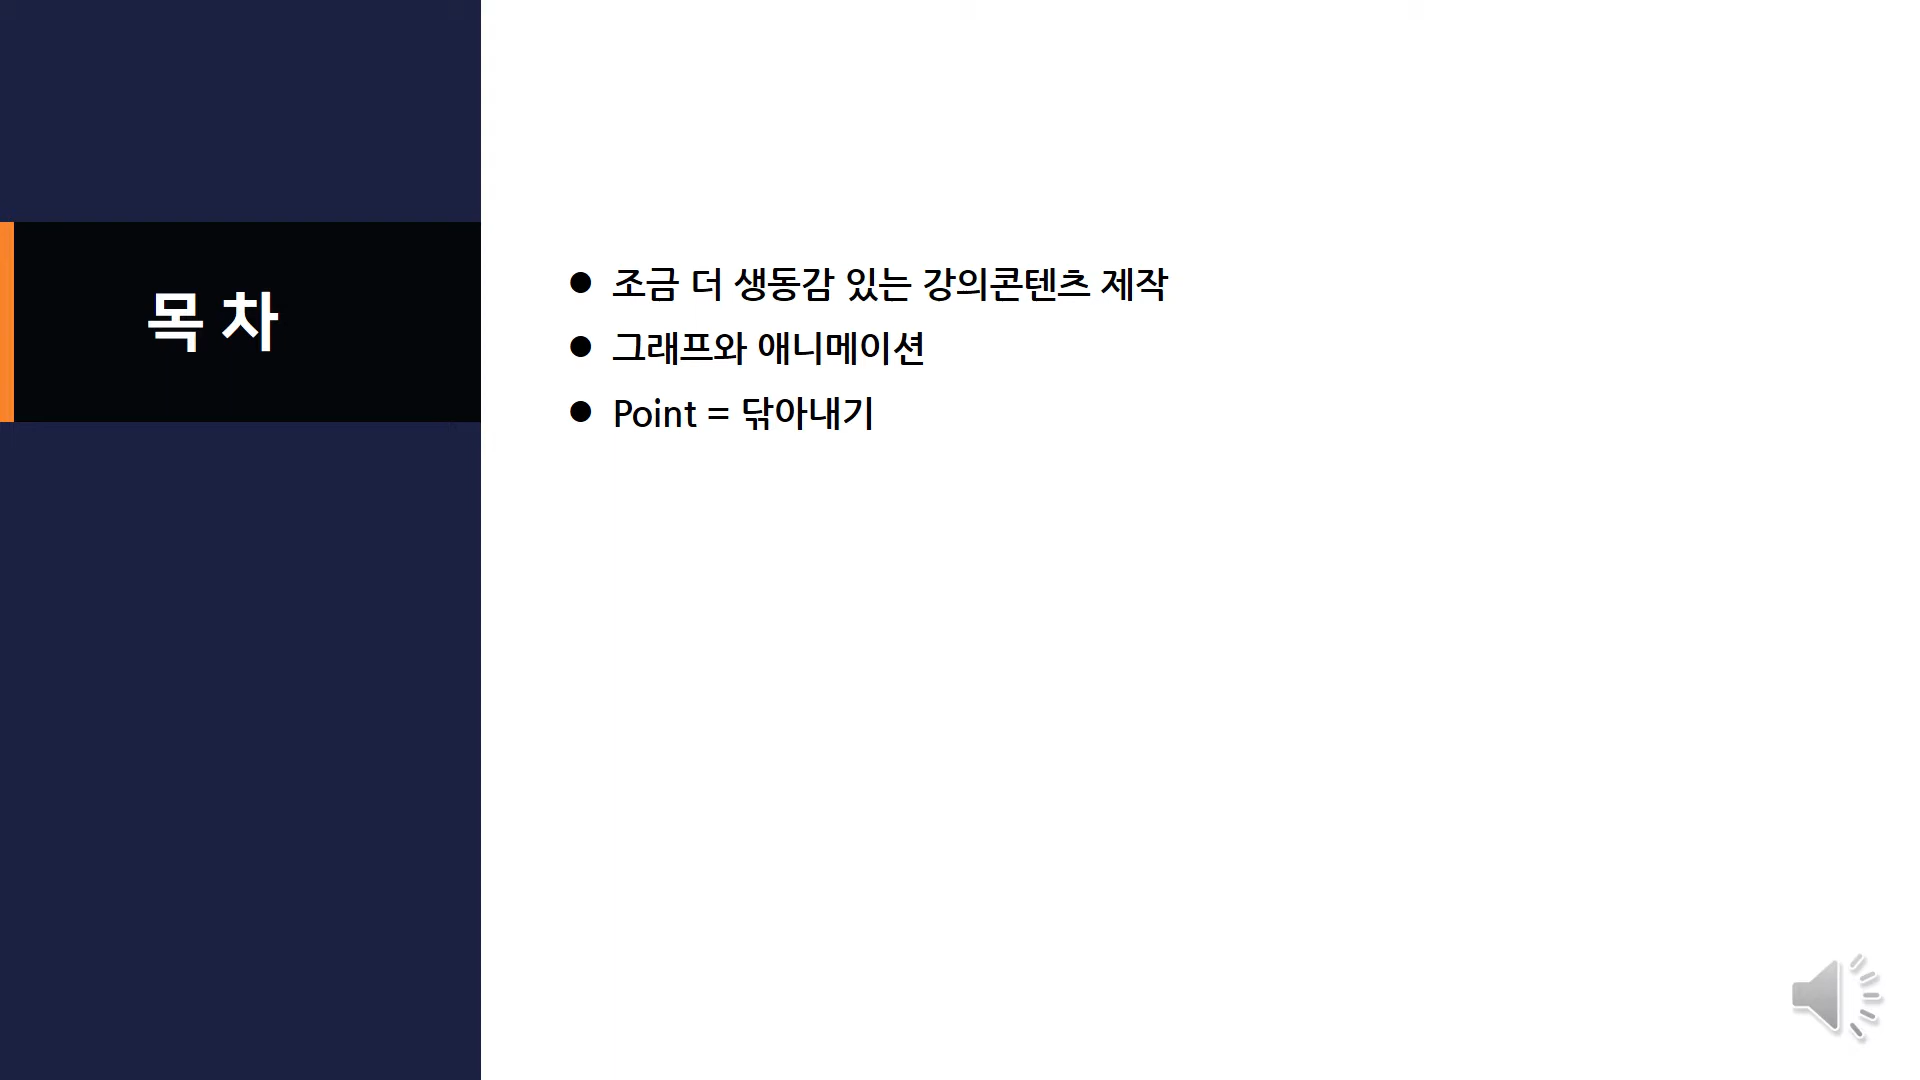 목 차
● 조금 더 생동감 있는 강의콘텐츠 제작
● 그래프와 애니메이션
● Point = 닦아내기